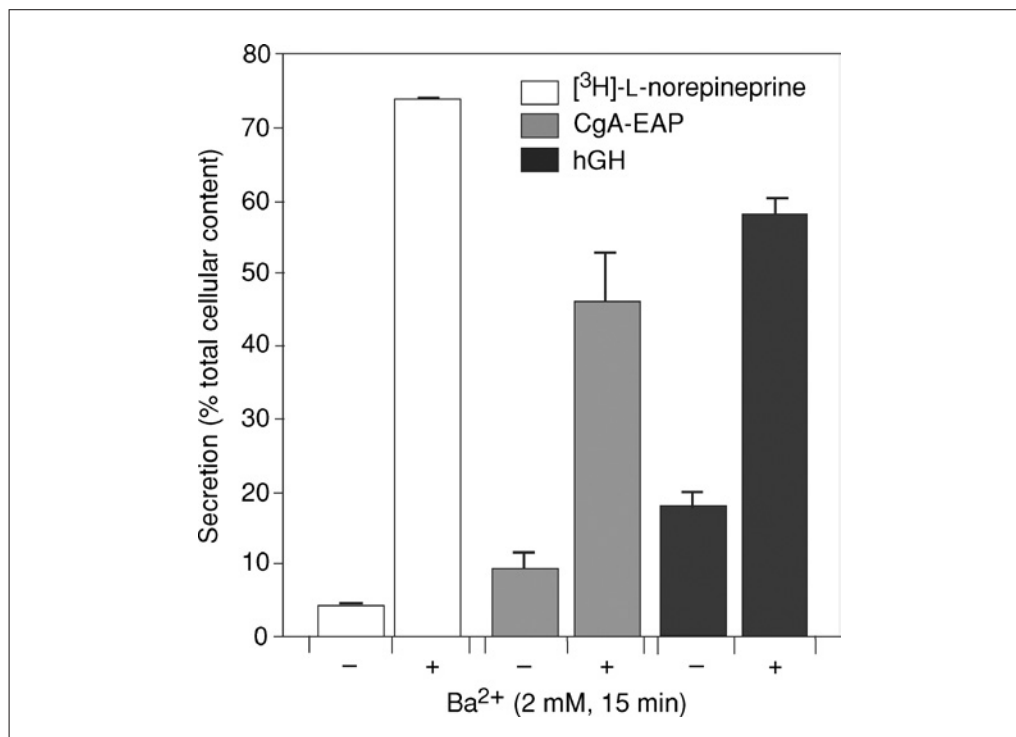 80
70
60
50
40
30
20
10
0
Secretion (% total cellular content)
[³H]-L-norepineprine
CgA-EAP
hGH
– + – + – +
Ba²⁺ (2 mM, 15 min)